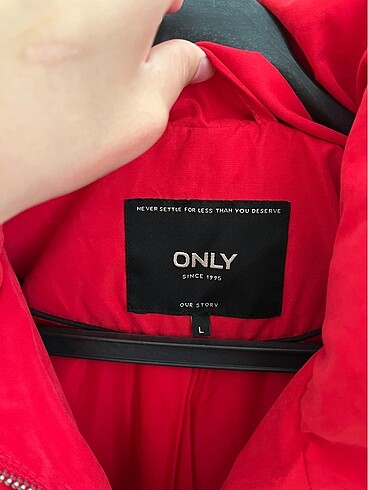 NEVER SETTLE FOR LESS THAN YOU DESERVE
ONLY
SINCE 1995
OUR STORY
L